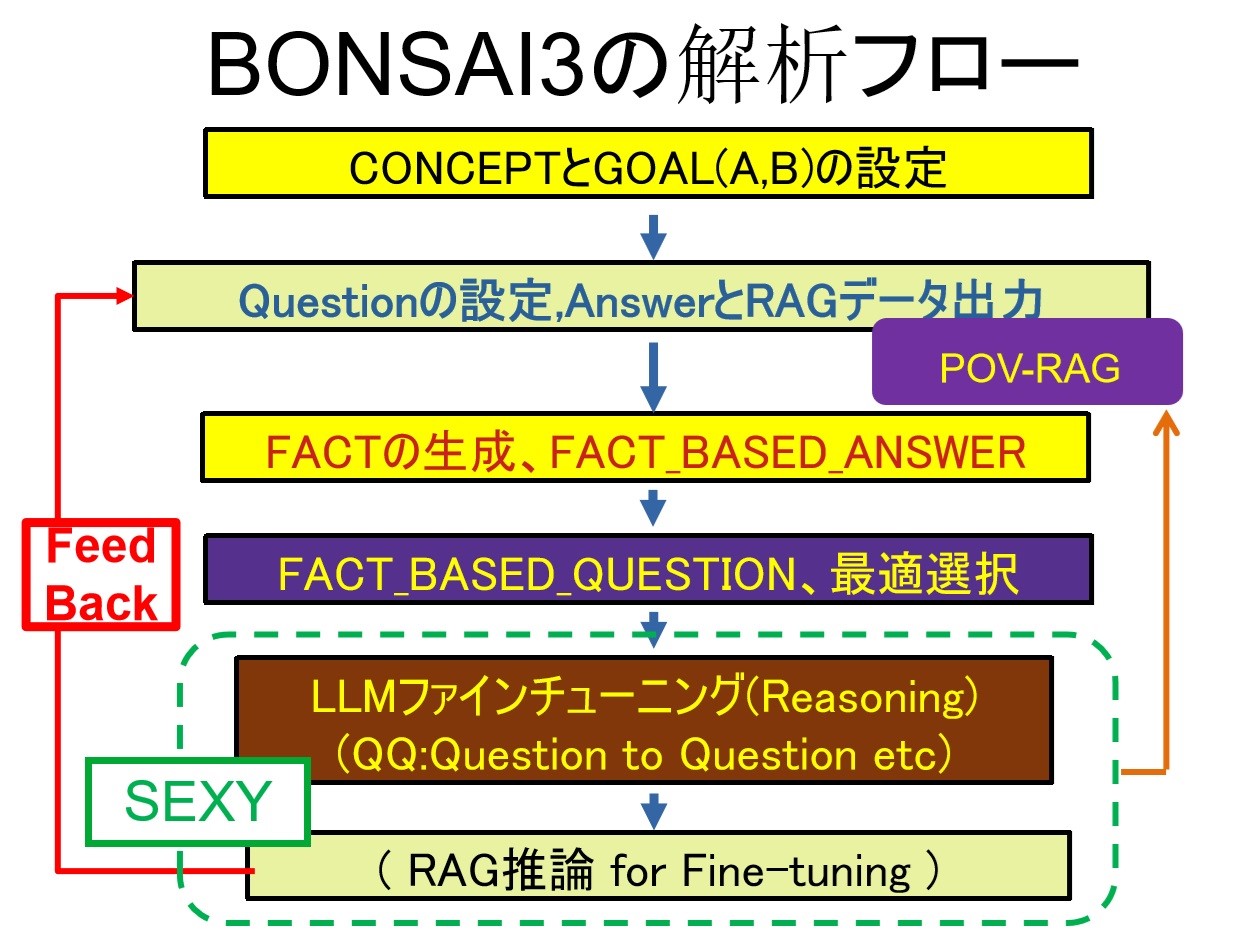 BONSAI3の解析フロー
CONCEPTとGOAL(A,B)の設定
Questionの設定,AnswerとRAGデータ出力
POV-RAG
FACTの生成、FACT_BASED_ANSWER
Feed
Back
FACT_BASED_QUESTION、最適選択
LLMファインチューニング(Reasoning)
(QQ:Question to Question etc)
SEXY
( RAG推論 for Fine-tuning )